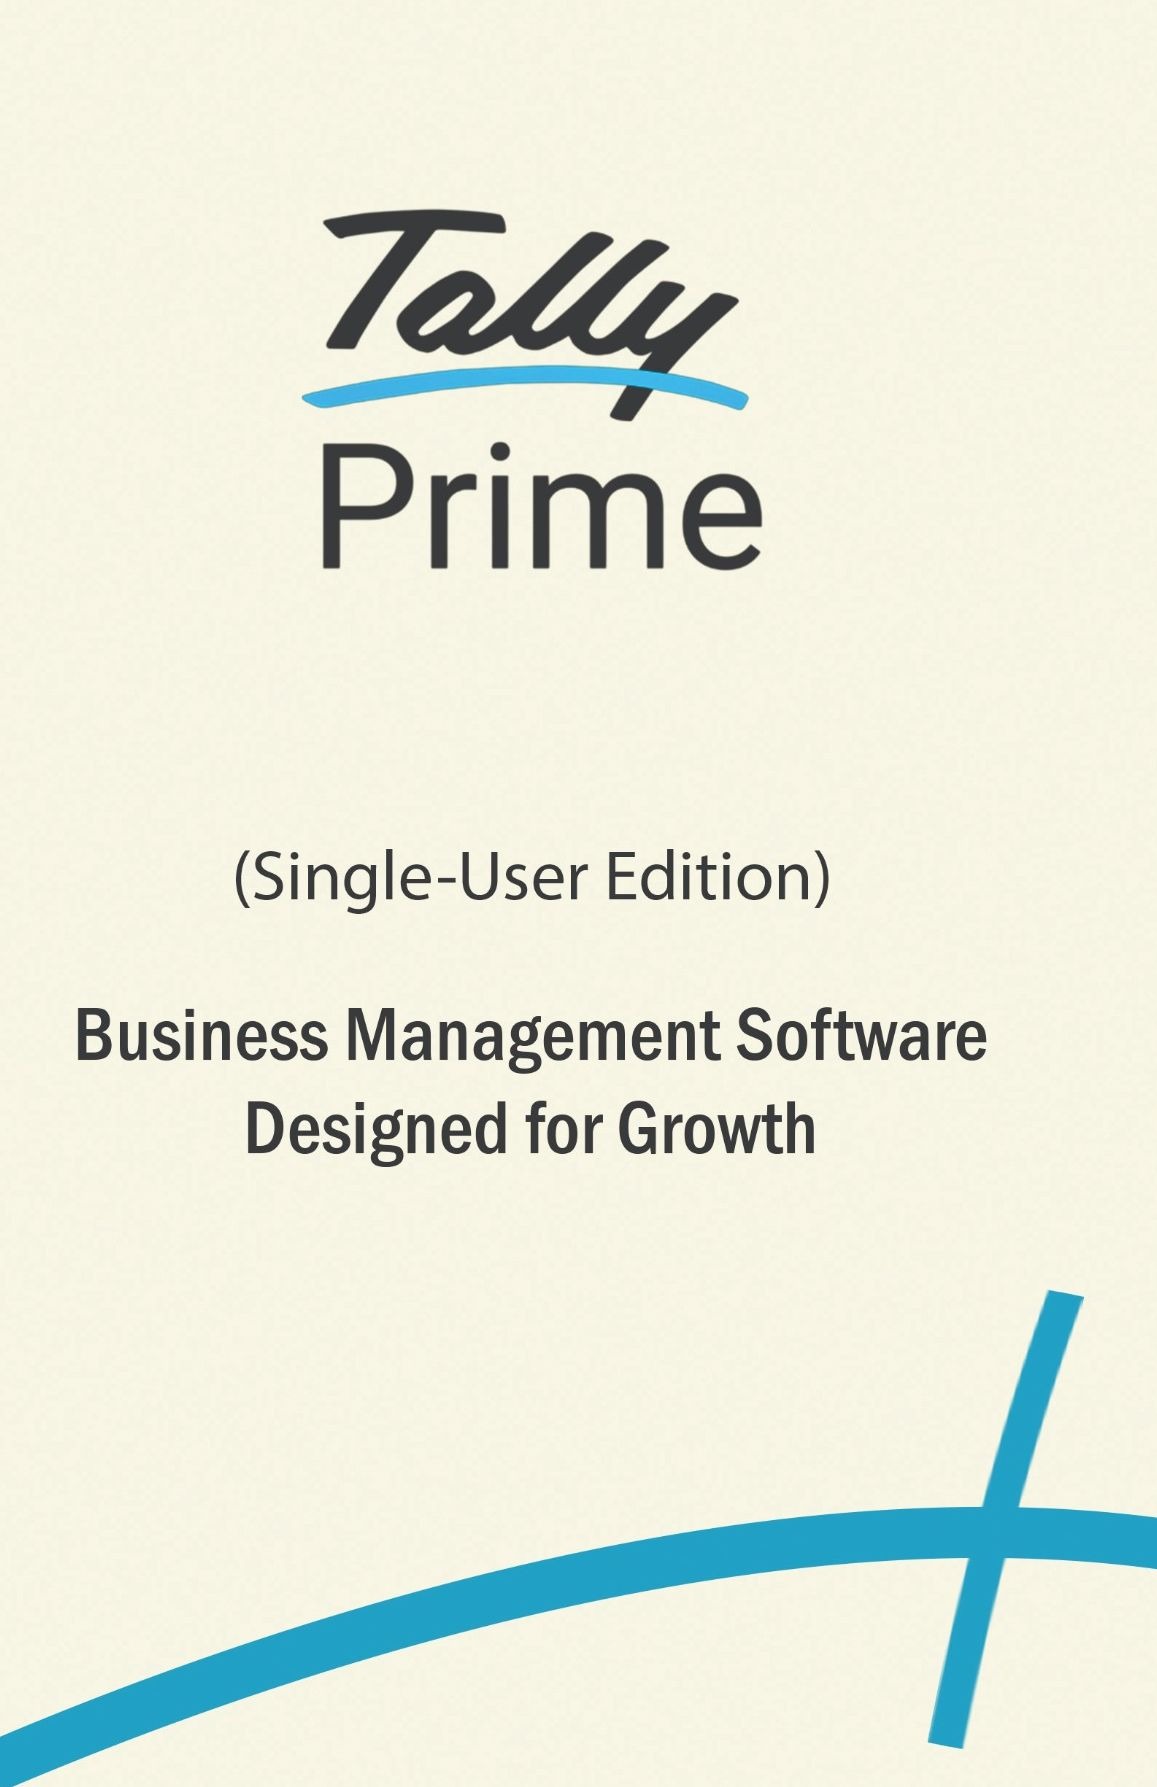 Tally
Prime
(Single-User Edition)
Business Management Software
Designed for Growth